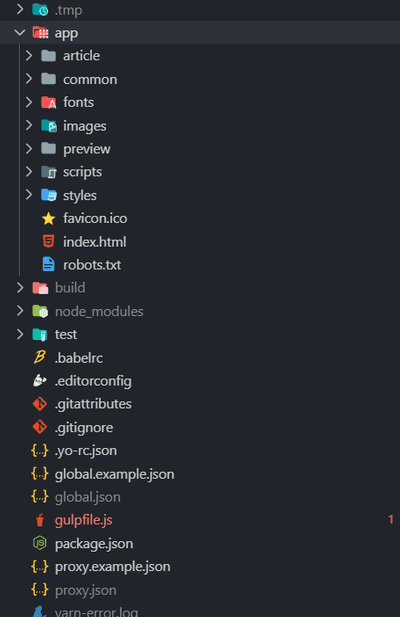 .tmp
app
article
common
fonts
images
preview
scripts
styles
favicon.ico
index.html
robots.txt
build
node_modules
test
.babelrc
.editorconfig
.gitattributes
.gitignore
.yo-rc.json
global.example.json
global.json
gulpfile.js 1
package.json
proxy.example.json
proxy.json
yarn-error.log